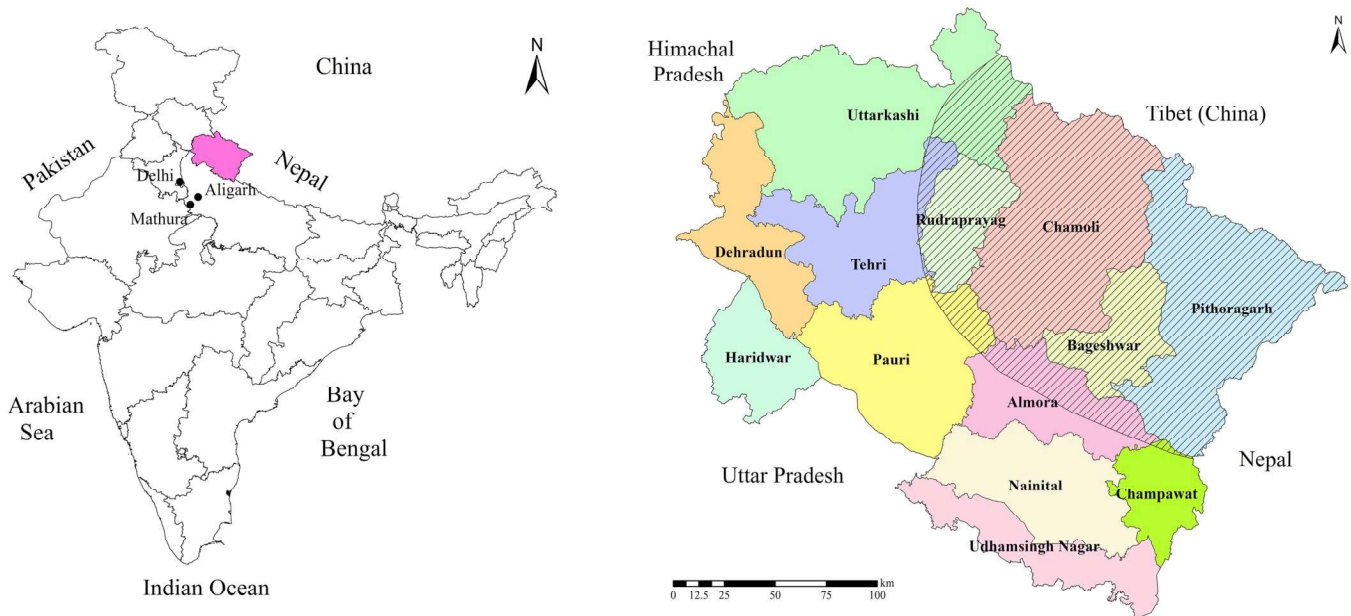 N
China
Pakistan
Nepal
Delhi
Aligarh
Mathura
Arabian
Sea
Bay
of
Bengal
Indian Ocean
N
Himachal
Pradesh
Tibet (China)
Uttarkashi
Rudraprayag
Chamoli
Dehradun
Tehri
Pithoragarh
Haridwar
Pauri
Bageshwar
Almora
Uttar Pradesh
Nepal
Nainital
Champawat
Udhamsingh Nagar
km
0 12.5 25 50 75 100